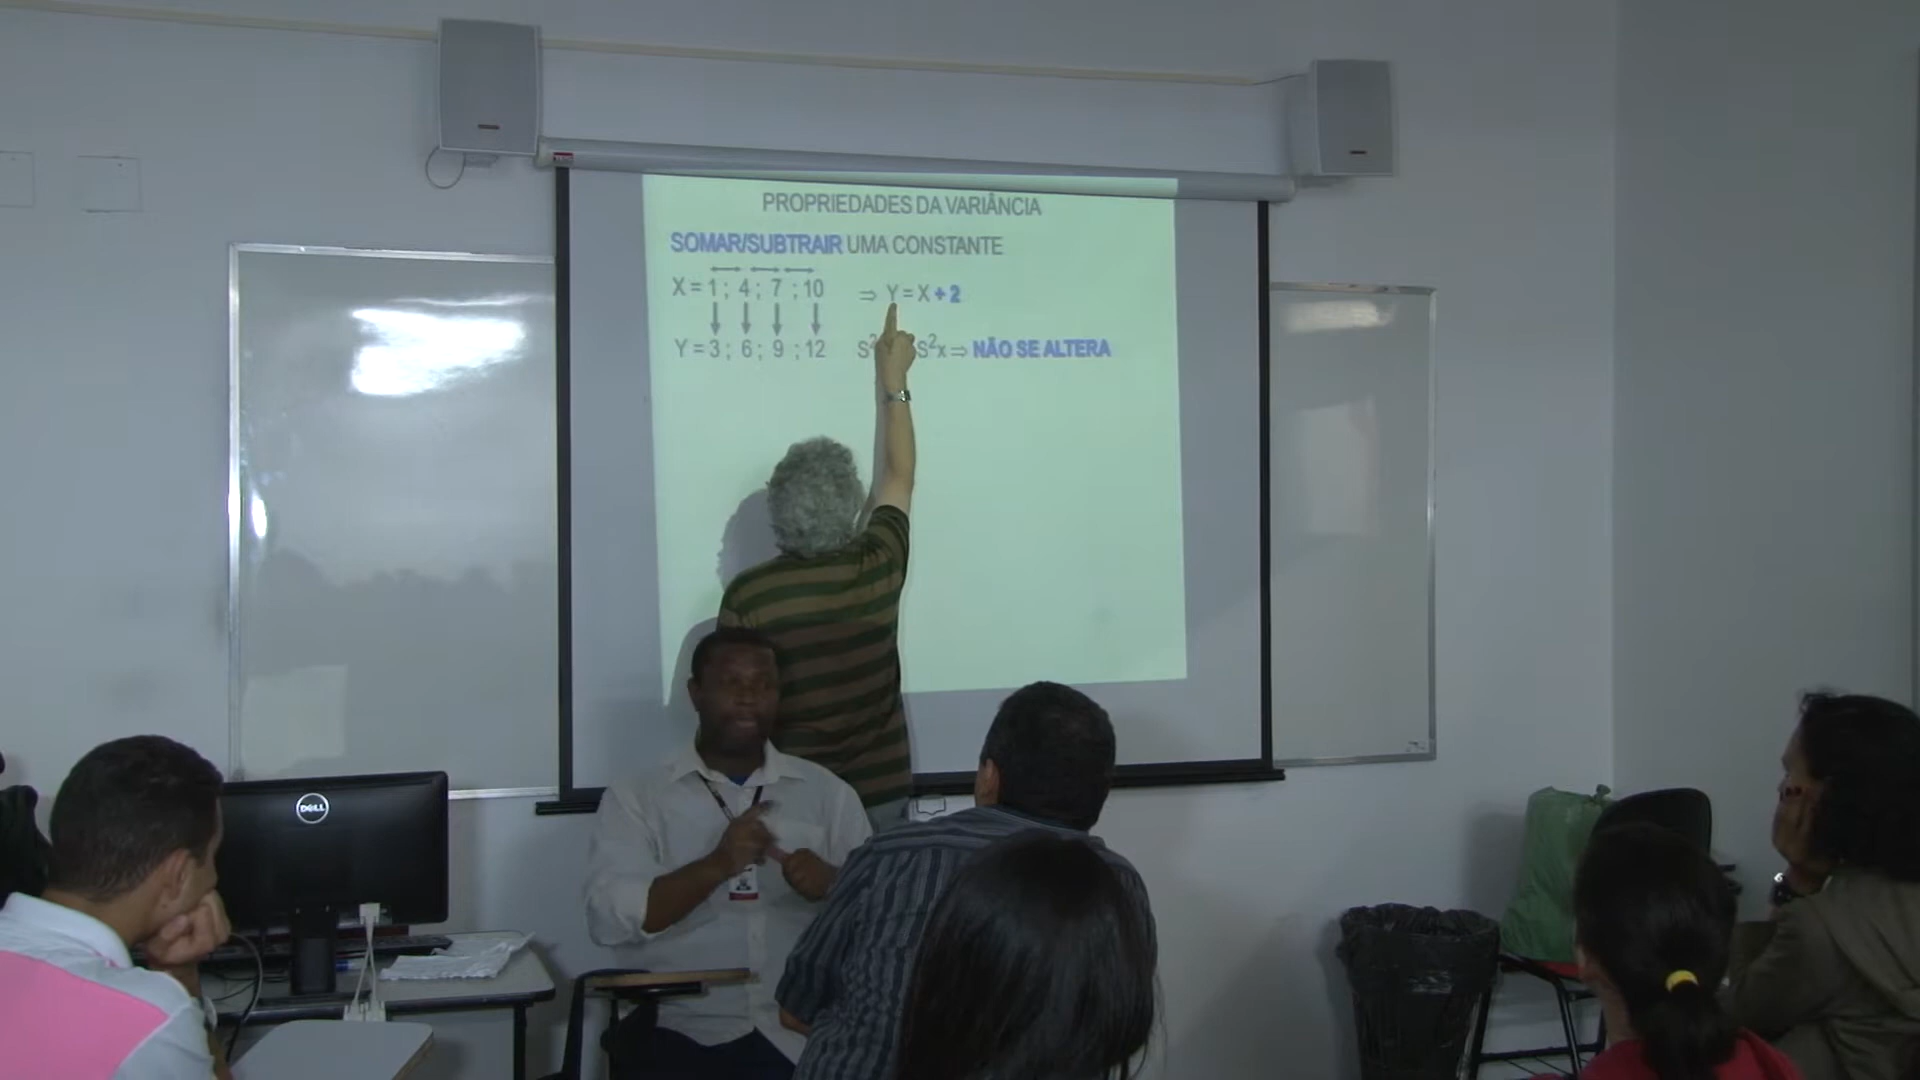 PROPRIEDADES DA VARIÂNCIA
SOMAR/SUBTRAIR UMA CONSTANTE
X = 1 ; 4 ; 7 ; 10 ⇒ Y = X + 2
Y = 3 ; 6 ; 9 ; 12 S² S²x ⇒ NÃO SE ALTERA
DELL